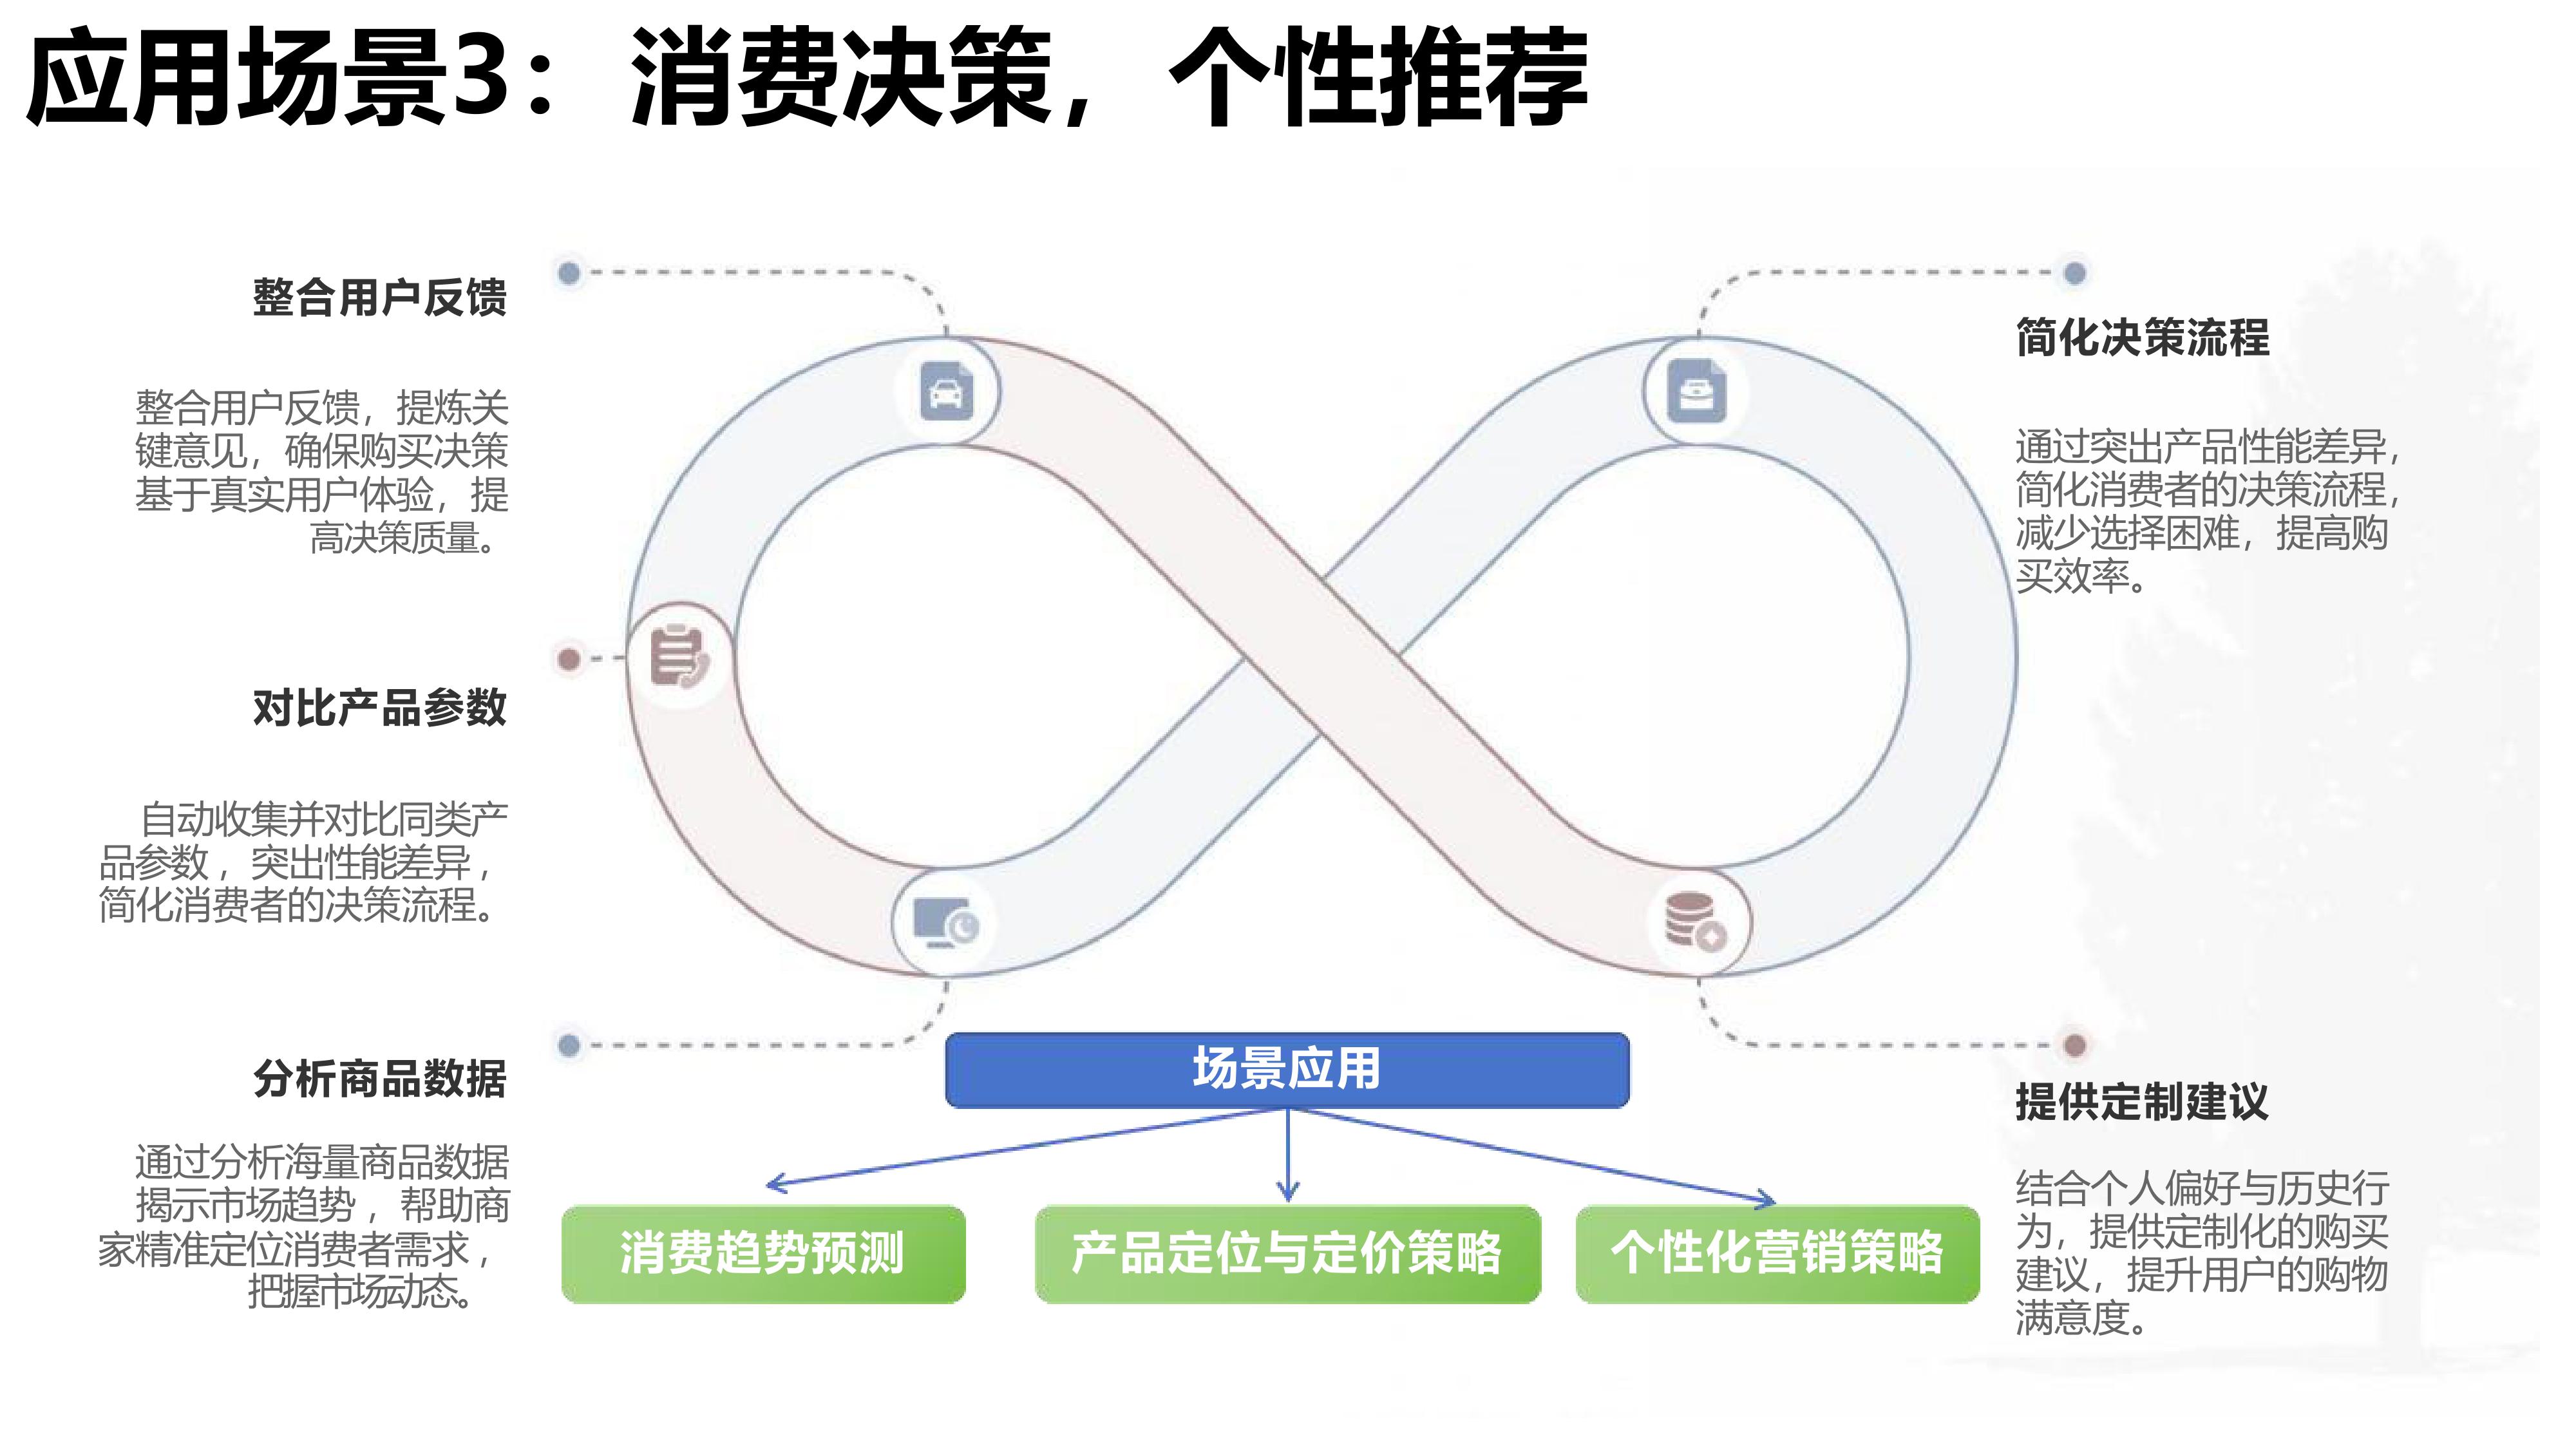 应用场景3：消费决策，个性推荐
整合用户反馈
整合用户反馈，提炼关
键意见，确保购买决策
基于真实用户体验，提
高决策质量。
对比产品参数
自动收集并对比同类产
品参数，突出性能差异，
简化消费者的决策流程。
分析商品数据
通过分析海量商品数据
揭示市场趋势，帮助商
家精准定位消费者需求，
把握市场动态。
简化决策流程
通过突出产品性能差异，
简化消费者的决策流程，
减少选择困难，提高购
买效率。
提供定制建议
结合个人偏好与历史行
为，提供定制化的购买
建议，提升用户的购物
满意度。
场景应用
消费趋势预测
产品定位与定价策略
个性化营销策略